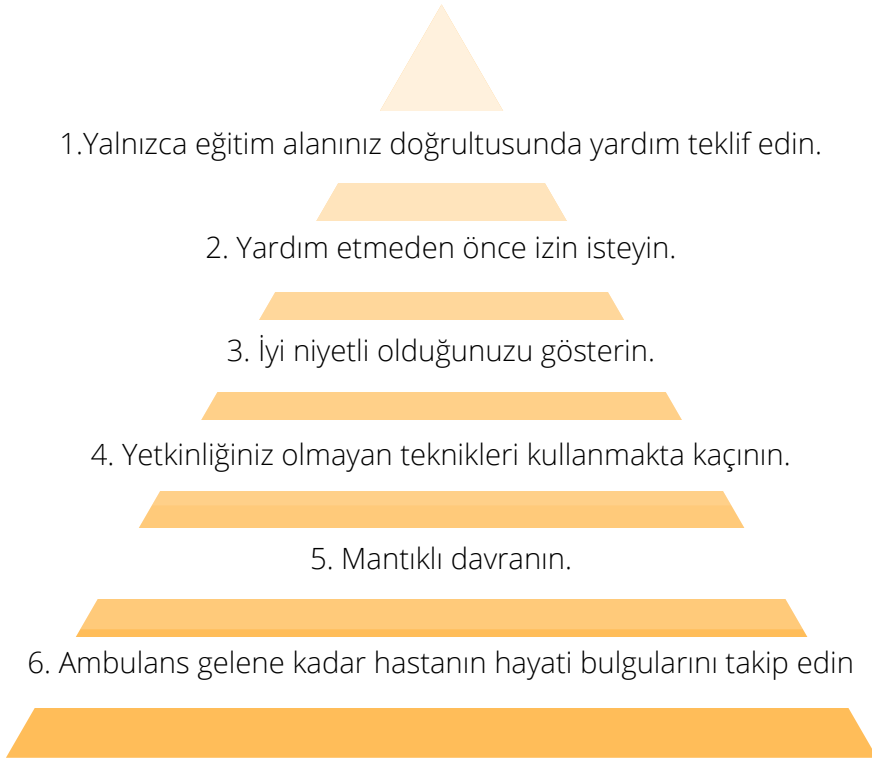 1.Yalnızca eğitim alanınız doğrultusunda yardım teklif edin.
2. Yardım etmeden önce izin isteyin.
3. İyi niyetli olduğunuzu gösterin.
4. Yetkinliğiniz olmayan teknikleri kullanmakta kaçının.
5. Mantıklı davranın.
6. Ambulans gelene kadar hastanın hayati bulgularını takip edin